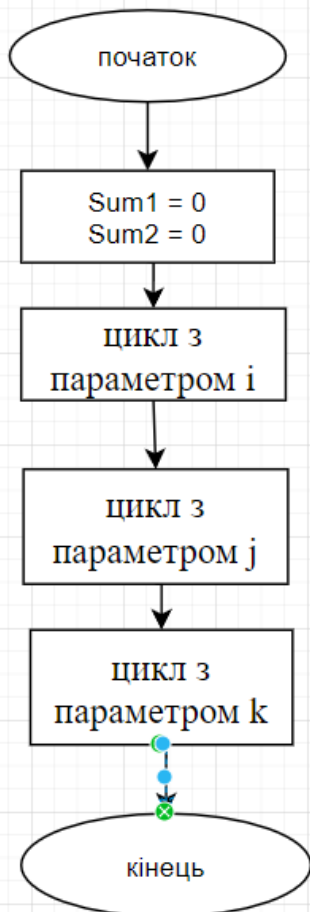 початок
Sum1 = 0
Sum2 = 0
цикл з
параметром i
цикл з
параметром j
цикл з
параметром k
кінець